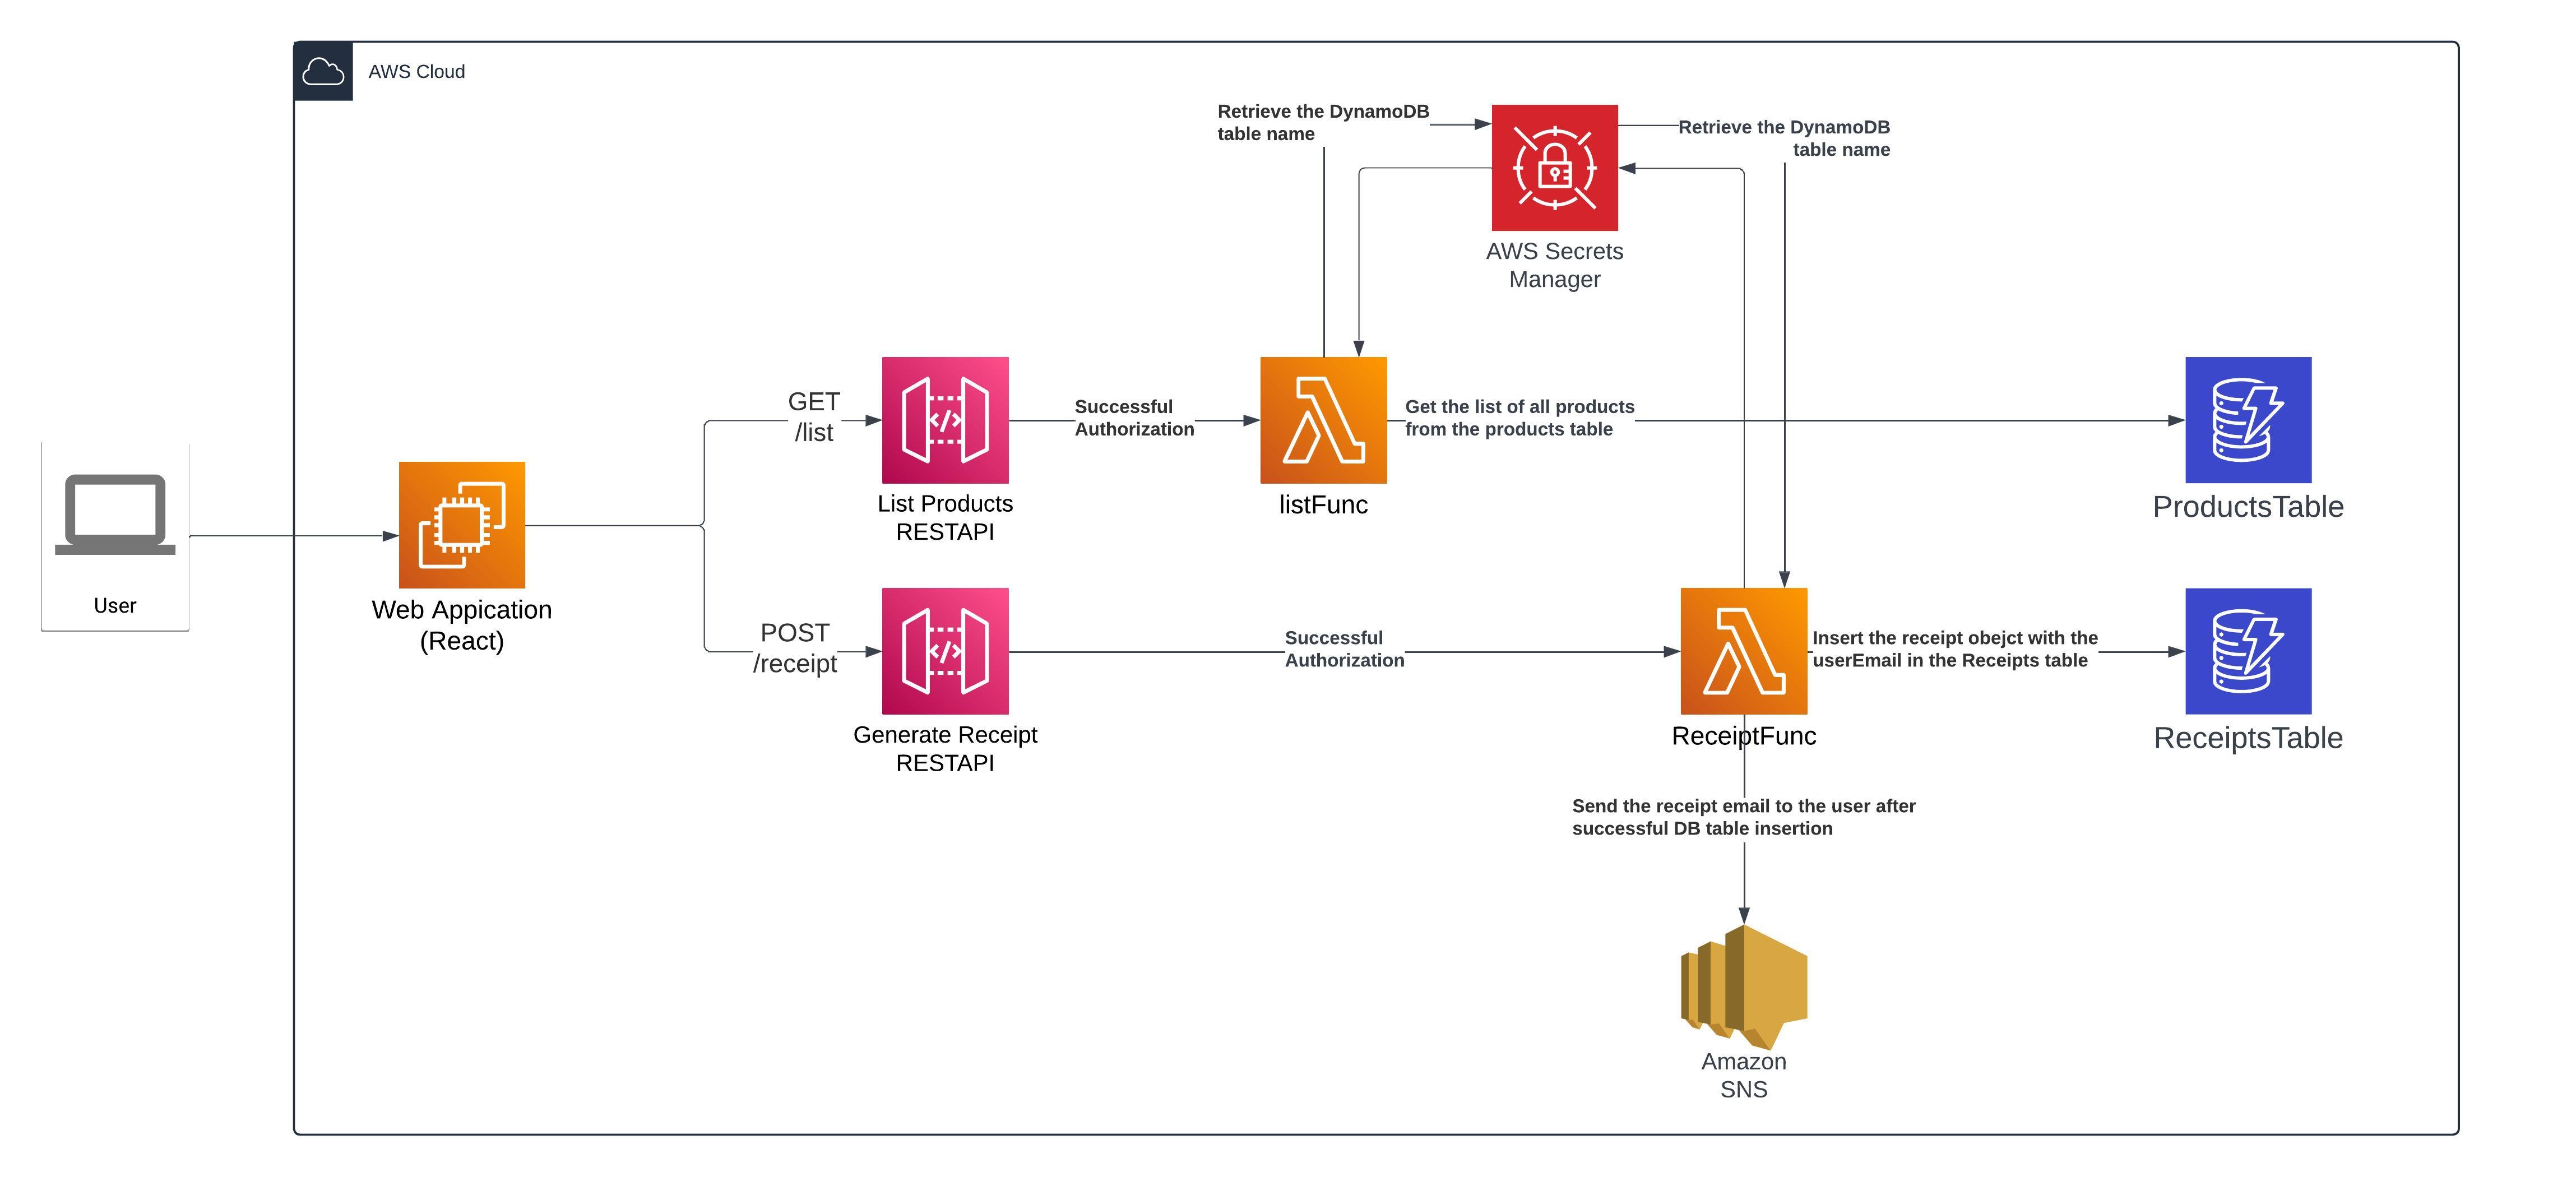 AWS Cloud
Retrieve the DynamoDB
table name
Retrieve the DynamoDB
table name
AWS Secrets
Manager
GET
/list
List Products
RESTAPI
Successful
Authorization
listFunc
Get the list of all products
from the products table
ProductsTable
User
Web Appication
(React)
POST
/receipt
Generate Receipt
RESTAPI
Successful
Authorization
ReceiptFunc
Insert the receipt obejct with the
userEmail in the Receipts table
ReceiptsTable
Send the receipt email to the user after
successful DB table insertion
Amazon
SNS